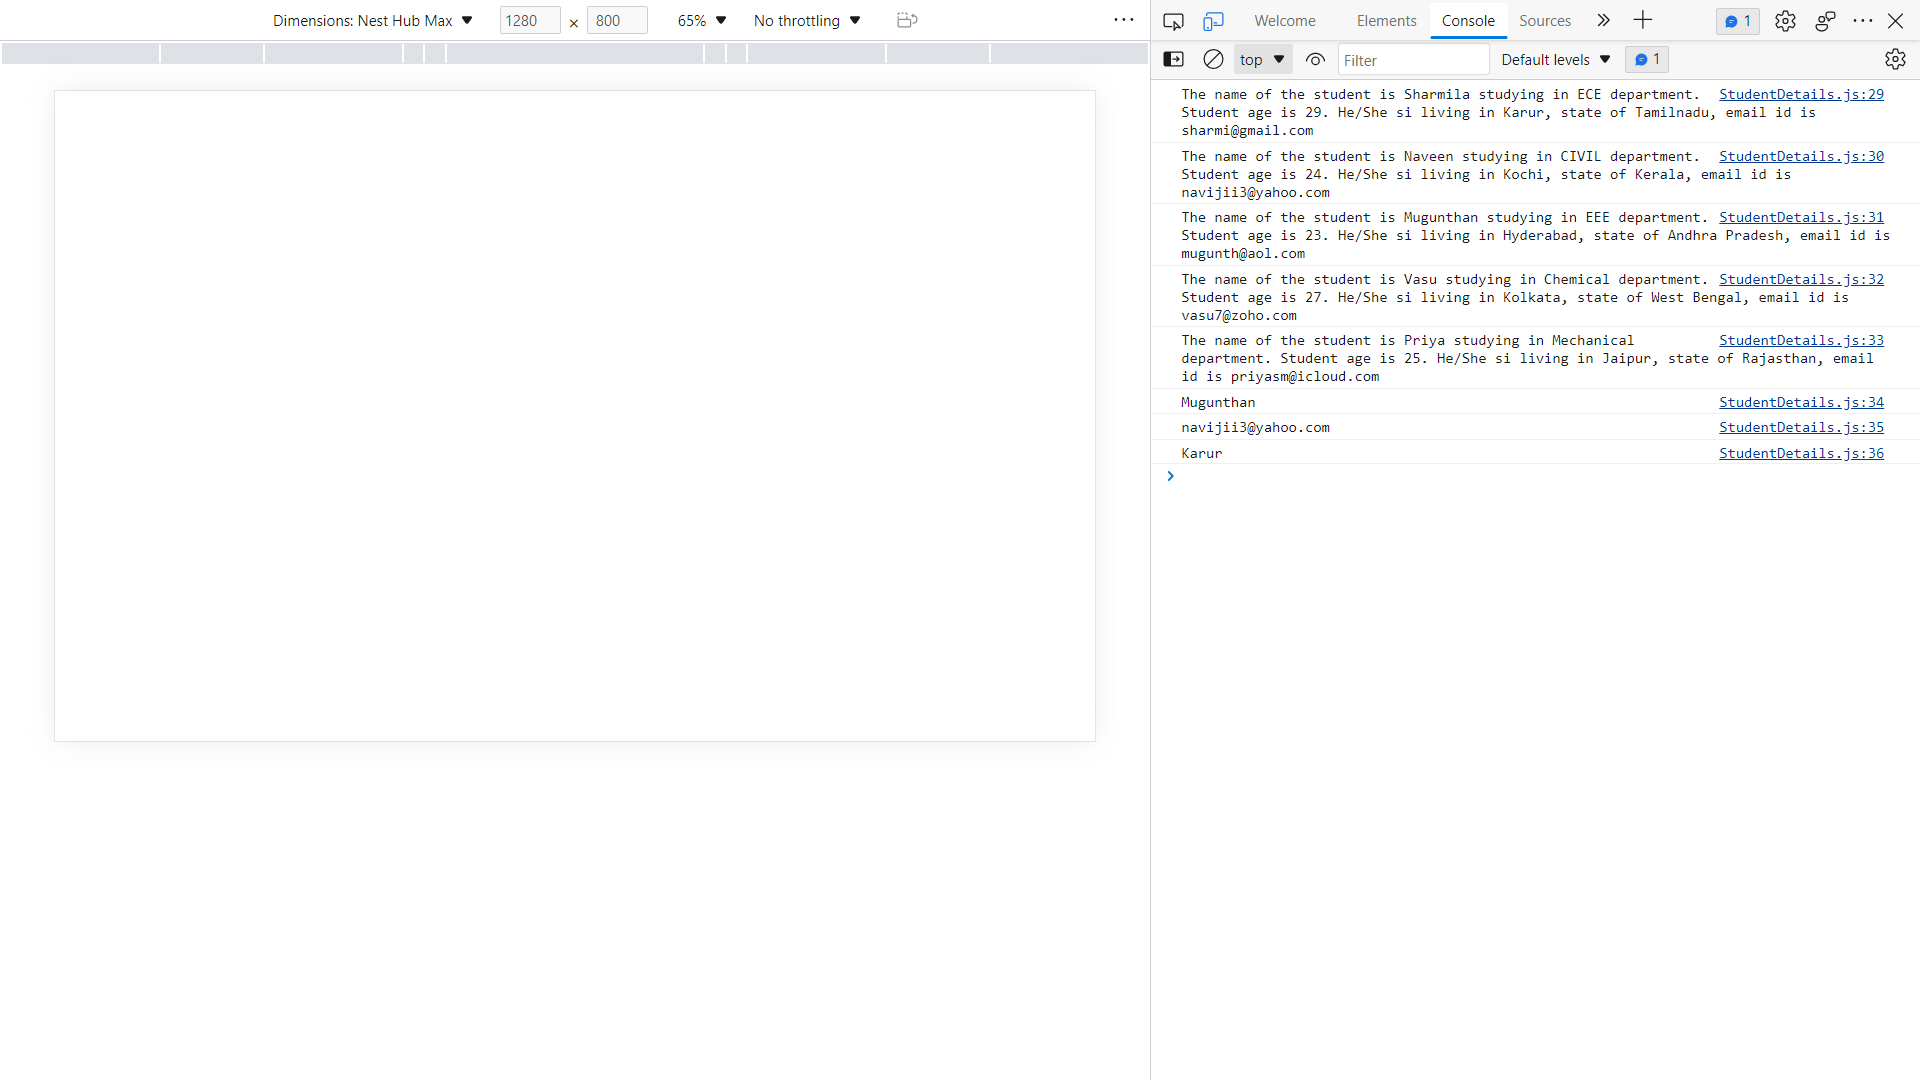 Dimensions: Nest Hub Max ▼ 1280 × 800 65% ▼ No throttling ▼
Welcome Elements Console Sources 1
top ▼ Filter Default levels ▼ 1
The name of the student is Sharmila studying in ECE department. StudentDetails.js:29
Student age is 29. He/She si living in Karur, state of Tamilnadu, email id is
sharmi@gmail.com
The name of the student is Naveen studying in CIVIL department. StudentDetails.js:30
Student age is 24. He/She si living in Kochi, state of Kerala, email id is
navijii3@yahoo.com
The name of the student is Mugunthan studying in EEE department. StudentDetails.js:31
Student age is 23. He/She si living in Hyderabad, state of Andhra Pradesh, email id is
mugunth@aol.com
The name of the student is Vasu studying in Chemical department. StudentDetails.js:32
Student age is 27. He/She si living in Kolkata, state of West Bengal, email id is
vasu7@zoho.com
The name of the student is Priya studying in Mechanical StudentDetails.js:33
department. Student age is 25. He/She si living in Jaipur, state of Rajasthan, email
id is priyasm@icloud.com
Mugunthan StudentDetails.js:34
navijii3@yahoo.com StudentDetails.js:35
Karur StudentDetails.js:36